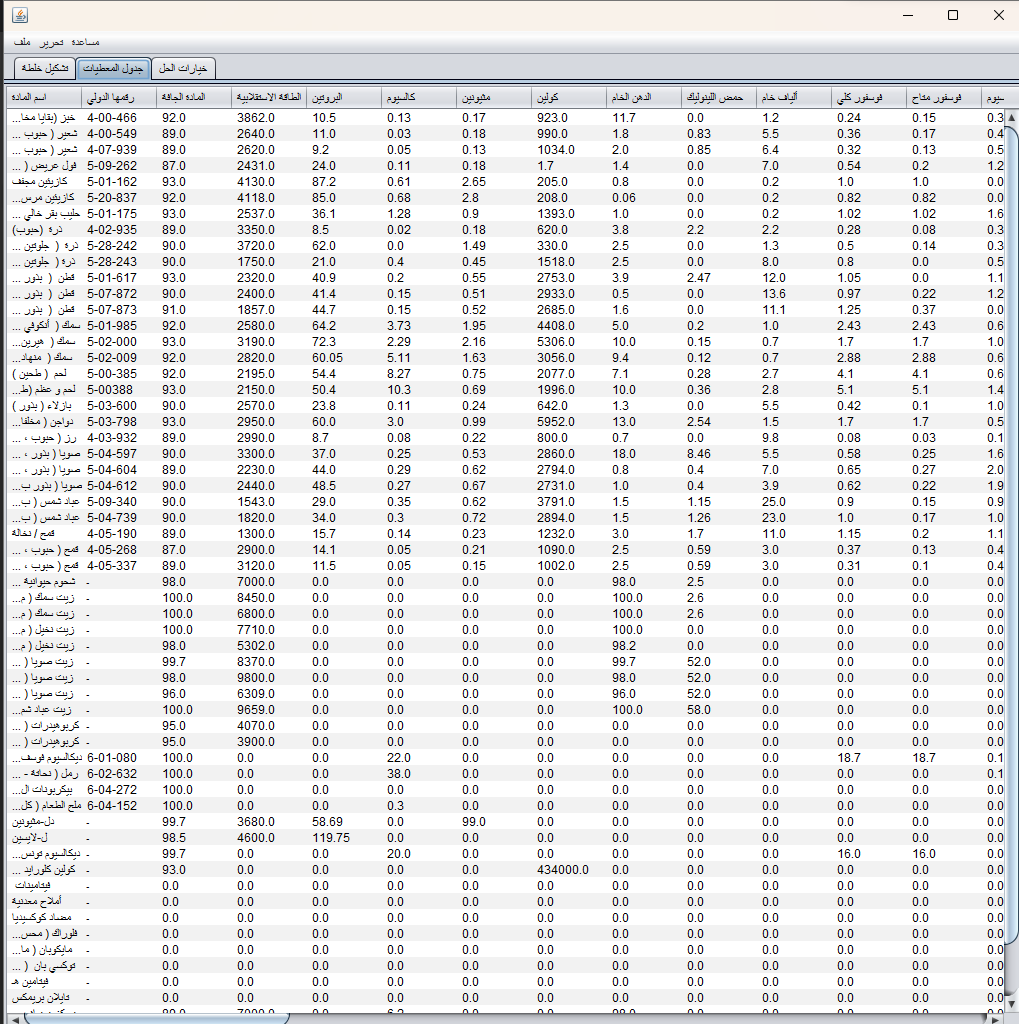 ملف تحرير مساعدة
تشكيل خلطة جدول المعطيات خيارات الحل
اسم المادة رقمها الدولي المادة الجافة الطاقة الاستقلابية البروتين كالسيوم مثيونين كولين الدهن الخام حمض اللينوليك ألياف خام فوسفور كلي فوسفور متاح
خبز (بقايا مخا... 4-00-466 92.0 3862.0 10.5 0.13 0.17 923.0 11.7 0.0 1.2 0.24 0.15 0.3
شعير ( حبوب ... 4-00-549 89.0 2640.0 11.0 0.03 0.18 990.0 1.8 0.83 5.5 0.36 0.17 0.4
شعير ( حبوب ... 4-07-939 89.0 2620.0 9.2 0.05 0.13 1034.0 2.0 0.85 6.4 0.32 0.13 0.5
فول عريض ( ... 5-09-262 87.0 2431.0 24.0 0.11 0.18 1.7 1.4 0.0 7.0 0.54 0.2 1.2
كازيئين مجفف 5-01-162 93.0 4130.0 87.2 0.61 2.65 205.0 0.8 0.0 0.2 1.0 1.0 0.0
كازيئين مرس... 5-20-837 92.0 4118.0 85.0 0.68 2.8 208.0 0.06 0.0 0.2 0.82 0.82 0.0
حليب بقر خالي ... 5-01-175 93.0 2537.0 36.1 1.28 0.9 1393.0 1.0 0.0 0.2 1.02 1.02 1.6
ذرة (حبوب) 4-02-935 89.0 3350.0 8.5 0.02 0.18 620.0 3.8 2.2 2.2 0.28 0.08 0.3
ذرة ( جلوتين ... 5-28-242 90.0 3720.0 62.0 0.0 1.49 330.0 2.5 0.0 1.3 0.5 0.14 0.3
ذرة ( جلوتين ... 5-28-243 90.0 1750.0 21.0 0.4 0.45 1518.0 2.5 0.0 8.0 0.8 0.0 0.5
قطن ( بذور ... 5-01-617 93.0 2320.0 40.9 0.2 0.55 2753.0 3.9 2.47 12.0 1.05 0.0 1.1
قطن ( بذور ... 5-07-872 90.0 2400.0 41.4 0.15 0.51 2933.0 0.5 0.0 13.6 0.97 0.22 1.2
قطن ( بذور ... 5-07-873 91.0 1857.0 44.7 0.15 0.52 2685.0 1.6 0.0 11.1 1.25 0.37 0.0
سمك ( أنكوفي ... 5-01-985 92.0 2580.0 64.2 3.73 1.95 4408.0 5.0 0.2 1.0 2.43 2.43 0.6
سمك ( هيرين... 5-02-000 93.0 3190.0 72.3 2.29 2.16 5306.0 10.0 0.15 0.7 1.7 1.7 1.0
سمك ( منهاد... 5-02-009 92.0 2820.0 60.05 5.11 1.63 3056.0 9.4 0.12 0.7 2.88 2.88 0.6
لحم ( طحين ) 5-00-385 92.0 2195.0 54.4 8.27 0.75 2077.0 7.1 0.28 2.7 4.1 4.1 0.6
لحم و عظم (ط... 5-00388 93.0 2150.0 50.4 10.3 0.69 1996.0 10.0 0.36 2.8 5.1 5.1 1.4
بازلاء ( بذور ) 5-03-600 90.0 2570.0 23.8 0.11 0.24 642.0 1.3 0.0 5.5 0.42 0.1 1.0
دواجن ( مخلفا... 5-03-798 93.0 2950.0 60.0 3.0 0.99 5952.0 13.0 2.54 1.5 1.7 1.7 0.5
رز ( حبوب ، ... 4-03-932 89.0 2990.0 8.7 0.08 0.22 800.0 0.7 0.0 9.8 0.08 0.03 0.1
صويا ( بذور ، ... 5-04-597 90.0 3300.0 37.0 0.25 0.53 2860.0 18.0 8.46 5.5 0.58 0.25 1.6
صويا ( بذور ، ... 5-04-604 89.0 2230.0 44.0 0.29 0.62 2794.0 0.8 0.4 7.0 0.65 0.27 2.0
صويا ( بذور ب... 5-04-612 90.0 2440.0 48.5 0.27 0.67 2731.0 1.0 0.4 3.9 0.62 0.22 1.9
عباد شمس ( ب... 5-09-340 90.0 1543.0 29.0 0.35 0.62 3791.0 1.5 1.15 25.0 0.9 0.15 0.9
عباد شمس ( ب... 5-04-739 90.0 1820.0 34.0 0.3 0.72 2894.0 1.5 1.26 23.0 1.0 0.17 1.0
قمح / نخالة 4-05-190 89.0 1300.0 15.7 0.14 0.23 1232.0 3.0 1.7 11.0 1.15 0.2 1.1
قمح ( حبوب ، ... 4-05-268 87.0 2900.0 14.1 0.05 0.21 1090.0 2.5 0.59 3.0 0.37 0.13 0.4
قمح ( حبوب ، ... 4-05-337 89.0 3120.0 11.5 0.05 0.15 1002.0 2.5 0.59 3.0 0.31 0.1 0.4
شحوم حيوانية ... - 98.0 7000.0 0.0 0.0 0.0 0.0 98.0 2.5 0.0 0.0 0.0 0.0
زيت سمك ( م... - 100.0 8450.0 0.0 0.0 0.0 0.0 100.0 2.6 0.0 0.0 0.0 0.0
زيت سمك ( م... - 100.0 6800.0 0.0 0.0 0.0 0.0 100.0 2.6 0.0 0.0 0.0 0.0
زيت نخيل ( م... - 100.0 7710.0 0.0 0.0 0.0 0.0 100.0 0.0 0.0 0.0 0.0 0.0
زيت نخيل ( م... - 98.0 5302.0 0.0 0.0 0.0 0.0 98.2 0.0 0.0 0.0 0.0 0.0
زيت صويا ( ... - 99.7 8370.0 0.0 0.0 0.0 0.0 99.7 52.0 0.0 0.0 0.0 0.0
زيت صويا ( ... - 98.0 9800.0 0.0 0.0 0.0 0.0 98.0 52.0 0.0 0.0 0.0 0.0
زيت صويا ( ... - 96.0 6309.0 0.0 0.0 0.0 0.0 96.0 52.0 0.0 0.0 0.0 0.0
زيت عباد شم... - 100.0 9659.0 0.0 0.0 0.0 0.0 100.0 58.0 0.0 0.0 0.0 0.0
كربوهيدرات ( ... - 95.0 4070.0 0.0 0.0 0.0 0.0 0.0 0.0 0.0 0.0 0.0 0.0
كربوهيدرات ( ... - 95.0 3900.0 0.0 0.0 0.0 0.0 0.0 0.0 0.0 0.0 0.0 0.0
ديكالسيوم فوسف... 6-01-080 100.0 0.0 0.0 22.0 0.0 0.0 0.0 0.0 0.0 18.7 18.7 0.1
رمل ( نحاتة - ... 6-02-632 100.0 0.0 0.0 38.0 0.0 0.0 0.0 0.0 0.0 0.0 0.0 0.1
بيكربونات ال... 6-04-272 100.0 0.0 0.0 0.0 0.0 0.0 0.0 0.0 0.0 0.0 0.0 0.0
ملح الطعام ( كل... 6-04-152 100.0 0.0 0.0 0.3 0.0 0.0 0.0 0.0 0.0 0.0 0.0 0.0
دل-مثيونين - 99.7 3680.0 58.69 0.0 99.0 0.0 0.0 0.0 0.0 0.0 0.0 0.0
ل-لايسين - 98.5 4600.0 119.75 0.0 0.0 0.0 0.0 0.0 0.0 0.0 0.0 0.0
ديكالسيوم تونس... - 99.7 0.0 0.0 20.0 0.0 0.0 0.0 0.0 0.0 16.0 16.0 0.0
كولين كلورايد ... - 93.0 0.0 0.0 0.0 0.0 434000.0 0.0 0.0 0.0 0.0 0.0 0.0
فيتامينات - 0.0 0.0 0.0 0.0 0.0 0.0 0.0 0.0 0.0 0.0 0.0 0.0
أملاح معدنية - 0.0 0.0 0.0 0.0 0.0 0.0 0.0 0.0 0.0 0.0 0.0 0.0
مضاد كوكسيديا - 0.0 0.0 0.0 0.0 0.0 0.0 0.0 0.0 0.0 0.0 0.0 0.0
فلوراك ( محس... - 0.0 0.0 0.0 0.0 0.0 0.0 0.0 0.0 0.0 0.0 0.0 0.0
مايكوبان ( ما... - 0.0 0.0 0.0 0.0 0.0 0.0 0.0 0.0 0.0 0.0 0.0 0.0
توكسي بان ( ... - 0.0 0.0 0.0 0.0 0.0 0.0 0.0 0.0 0.0 0.0 0.0 0.0
فيتامين هـ - 0.0 0.0 0.0 0.0 0.0 0.0 0.0 0.0 0.0 0.0 0.0 0.0
تايلان بريمكس - 0.0 0.0 0.0 0.0 0.0 0.0 0.0 0.0 0.0 0.0 0.0 0.0